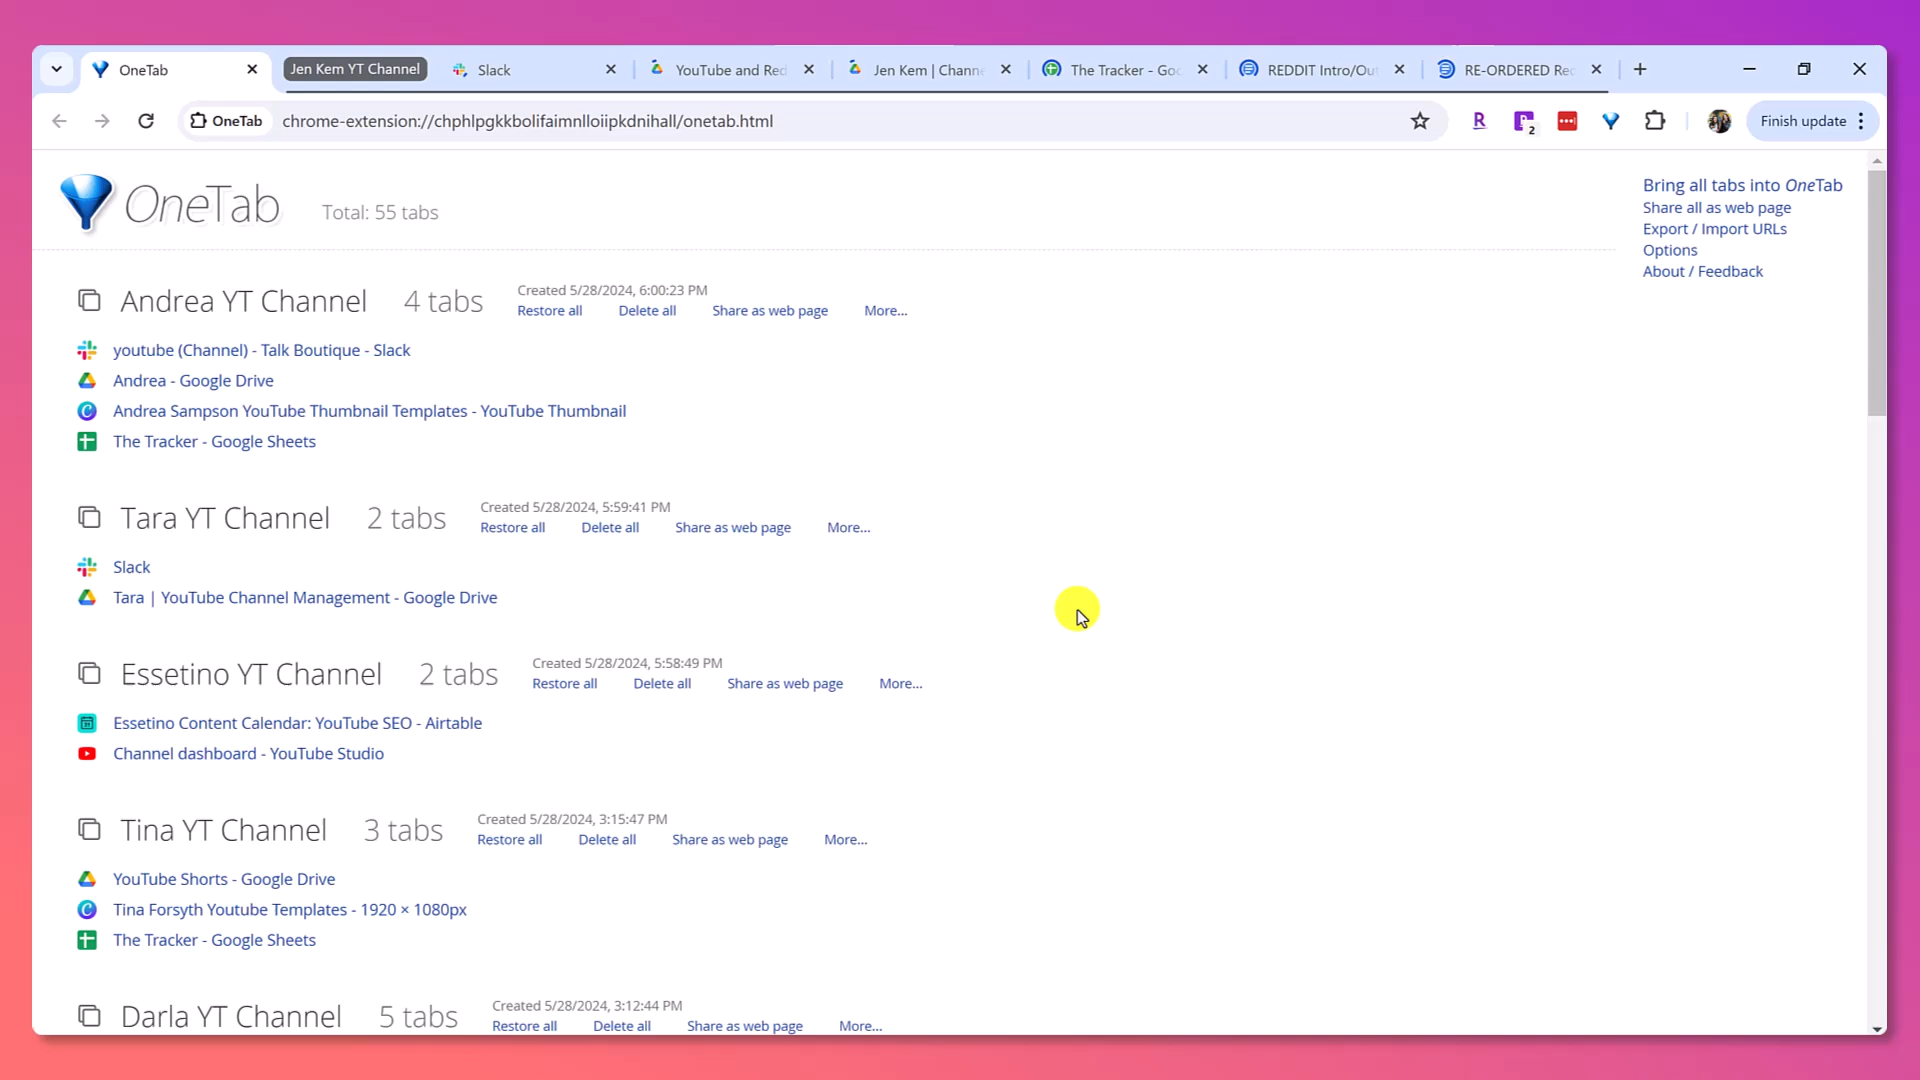 OneTab
Jen Kem YT Channel
Slack
YouTube and Red
Jen Kem | Channe
The Tracker - Goo
REDDIT Intro/Out
RE-ORDERED Red
OneTab
chrome-extension://chphlpgkkbolifaimnlloiipkdnihall/onetab.html
R
2
Finish update
OneTab
Total: 55 tabs
Bring all tabs into OneTab
Share all as web page
Export / Import URLs
Options
About / Feedback
Andrea YT Channel 4 tabs
Created 5/28/2024, 6:00:23 PM
Restore all Delete all Share as web page More...
youtube (Channel) - Talk Boutique - Slack
Andrea - Google Drive
Andrea Sampson YouTube Thumbnail Templates - YouTube Thumbnail
The Tracker - Google Sheets
Tara YT Channel 2 tabs
Created 5/28/2024, 5:59:41 PM
Restore all Delete all Share as web page More...
Slack
Tara | YouTube Channel Management - Google Drive
Essetino YT Channel 2 tabs
Created 5/28/2024, 5:58:49 PM
Restore all Delete all Share as web page More...
Essetino Content Calendar: YouTube SEO - Airtable
Channel dashboard - YouTube Studio
Tina YT Channel 3 tabs
Created 5/28/2024, 3:15:47 PM
Restore all Delete all Share as web page More...
YouTube Shorts - Google Drive
Tina Forsyth Youtube Templates - 1920 × 1080px
The Tracker - Google Sheets
Darla YT Channel 5 tabs
Created 5/28/2024, 3:12:44 PM
Restore all Delete all Share as web page More...